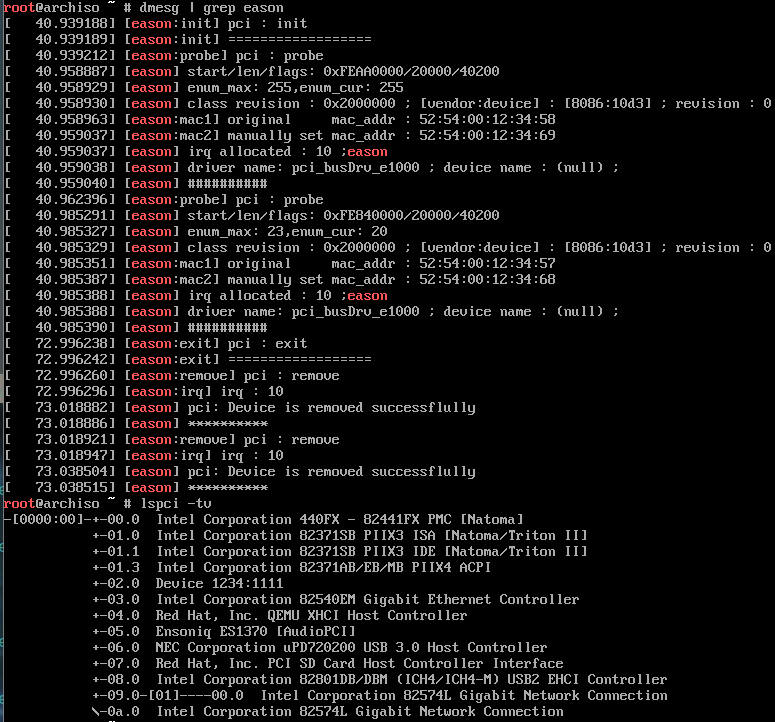 root@archiso ~ # dmesg | grep eason
[   40.939188] [eason:init] pci : init
[   40.939189] [eason:init] ==================
[   40.939212] [eason:probe] pci : probe
[   40.958887] [eason] start/len/flags: 0xFEAA0000/20000/40200
[   40.958929] [eason] enum_max: 255,enum_cur: 255
[   40.958930] [eason] class revision : 0x2000000 ; [vendor:device] : [8086:10d3] ; revision : 0
[   40.958963] [eason:mac1] original     mac_addr : 52:54:00:12:34:58
[   40.959037] [eason:mac2] manually set mac_addr : 52:54:00:12:34:69
[   40.959037] [eason] irq allocated : 10 ;eason
[   40.959038] [eason] driver name: pci_busDrv_e1000 ; device name : (null) ;
[   40.959040] [eason] ##########
[   40.962396] [eason:probe] pci : probe
[   40.985291] [eason] start/len/flags: 0xFE840000/20000/40200
[   40.985327] [eason] enum_max: 23,enum_cur: 20
[   40.985329] [eason] class revision : 0x2000000 ; [vendor:device] : [8086:10d3] ; revision : 0
[   40.985351] [eason:mac1] original     mac_addr : 52:54:00:12:34:57
[   40.985387] [eason:mac2] manually set mac_addr : 52:54:00:12:34:68
[   40.985388] [eason] irq allocated : 10 ;eason
[   40.985388] [eason] driver name: pci_busDrv_e1000 ; device name : (null) ;
[   40.985390] [eason] ##########
[   72.996238] [eason:exit] pci : exit
[   72.996242] [eason:exit] ==================
[   72.996260] [eason:remove] pci : remove
[   72.996296] [eason:irq] irq : 10
[   73.018882] [eason] pci: Device is removed successflully
[   73.018886] [eason] **********
[   73.018921] [eason:remove] pci : remove
[   73.018947] [eason:irq] irq : 10
[   73.038504] [eason] pci: Device is removed successflully
[   73.038515] [eason] **********
root@archiso ~ # lspci -tv
-[0000:00]-+-00.0  Intel Corporation 440FX - 82441FX PMC [Natoma]
           +-01.0  Intel Corporation 82371SB PIIX3 ISA [Natoma/Triton II]
           +-01.1  Intel Corporation 82371SB PIIX3 IDE [Natoma/Triton II]
           +-01.3  Intel Corporation 82371AB/EB/MB PIIX4 ACPI
           +-02.0  Device 1234:1111
           +-03.0  Intel Corporation 82540EM Gigabit Ethernet Controller
           +-04.0  Red Hat, Inc. QEMU XHCI Host Controller
           +-05.0  Ensoniq ES1370 [AudioPCI]
           +-06.0  NEC Corporation uPD720200 USB 3.0 Host Controller
           +-07.0  Red Hat, Inc. PCI SD Card Host Controller Interface
           +-08.0  Intel Corporation 82801DB/DBM (ICH4/ICH4-M) USB2 EHCI Controller
           +-09.0-[01]----00.0  Intel Corporation 82574L Gigabit Network Connection
           \-0a.0  Intel Corporation 82574L Gigabit Network Connection